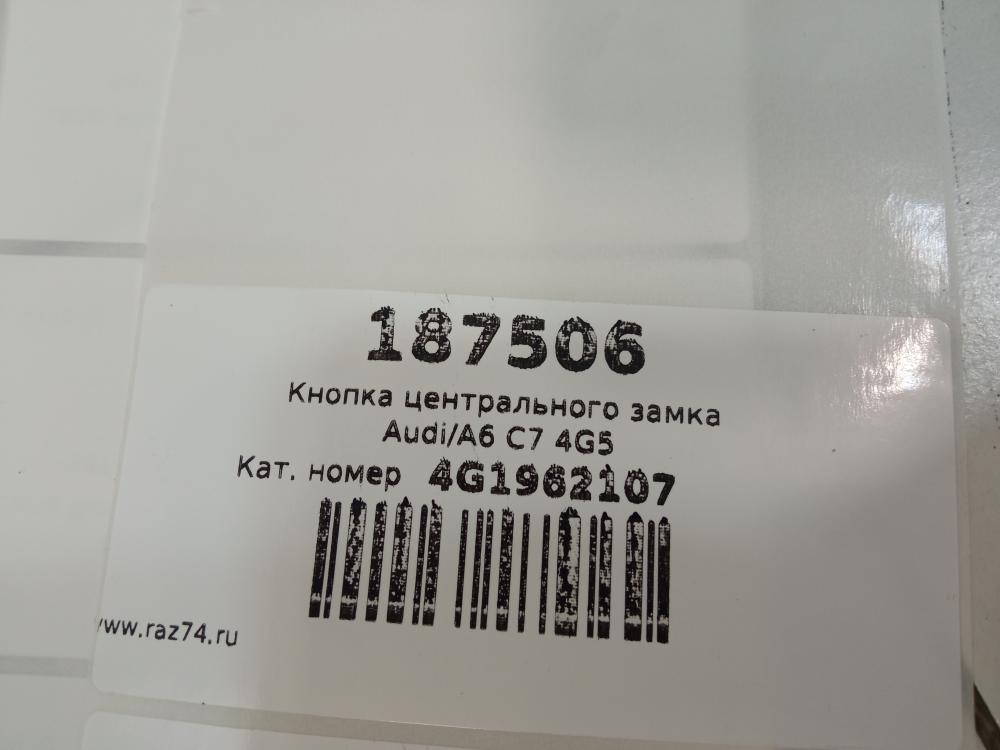 187506
Кнопка центрального замка
Audi/A6 C7 4G5
Кат. номер 4G1962107
www.raz74.ru